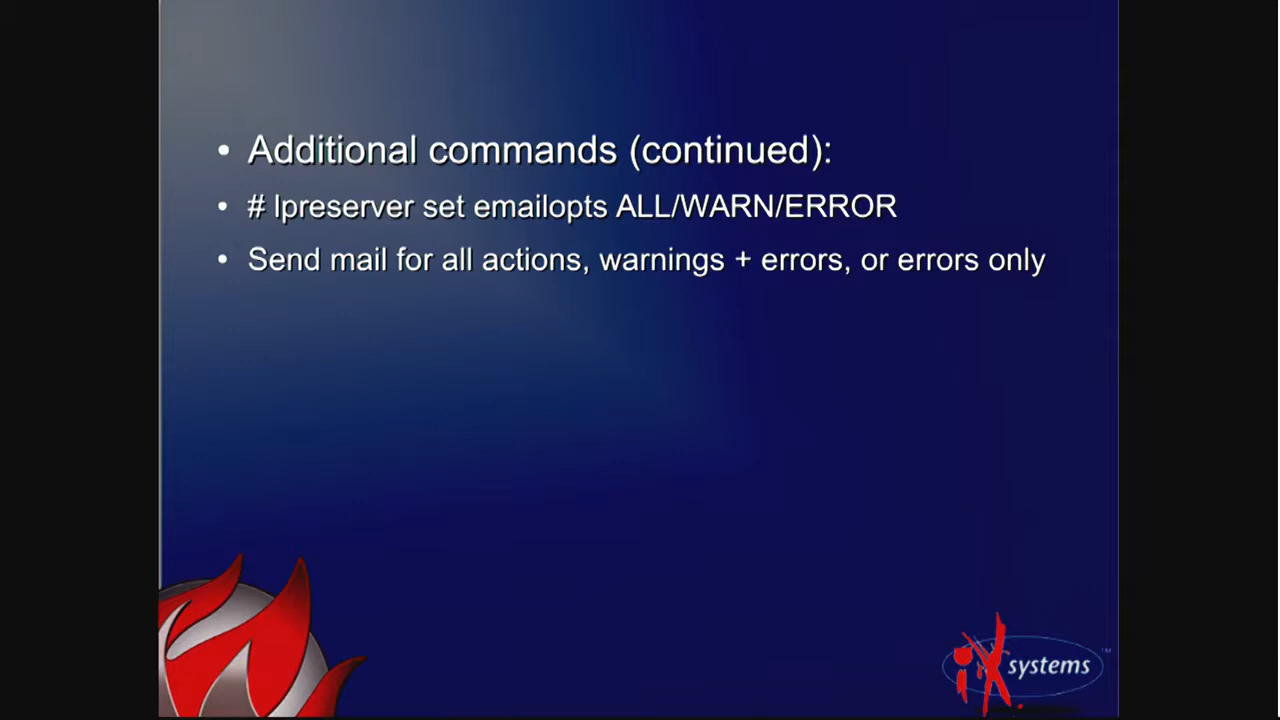 • Additional commands (continued):
• # lpreserver set emailopts ALL/WARN/ERROR
• Send mail for all actions, warnings + errors, or errors only
iX systems ™